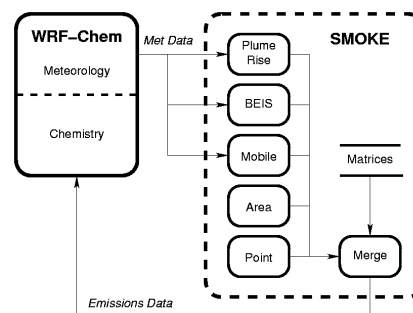 WRF-Chem
Meteorology
Chemistry
Met Data
SMOKE
Plume
Rise
BEIS
Mobile
Area
Point
Matrices
Merge
Emissions Data